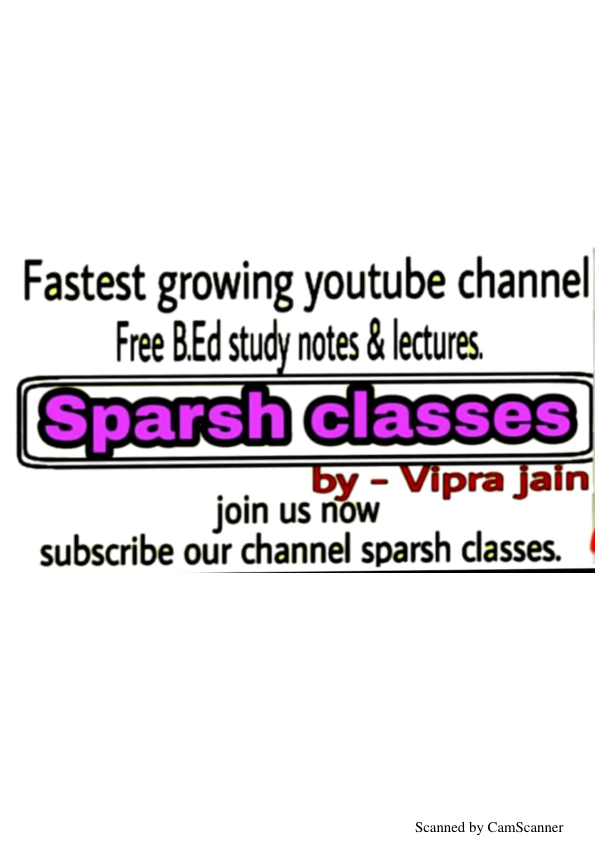 Fastest growing youtube channel
Free B.Ed study notes & lectures.
Sparsh classes
by - Vipra jain
join us now
subscribe our channel sparsh classes.
Scanned by CamScanner